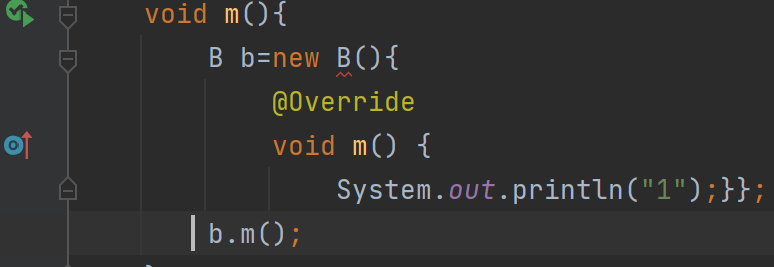 void m(){
B b=new B(){
@Override
void m() {
System.out.println("1");}};
b.m();